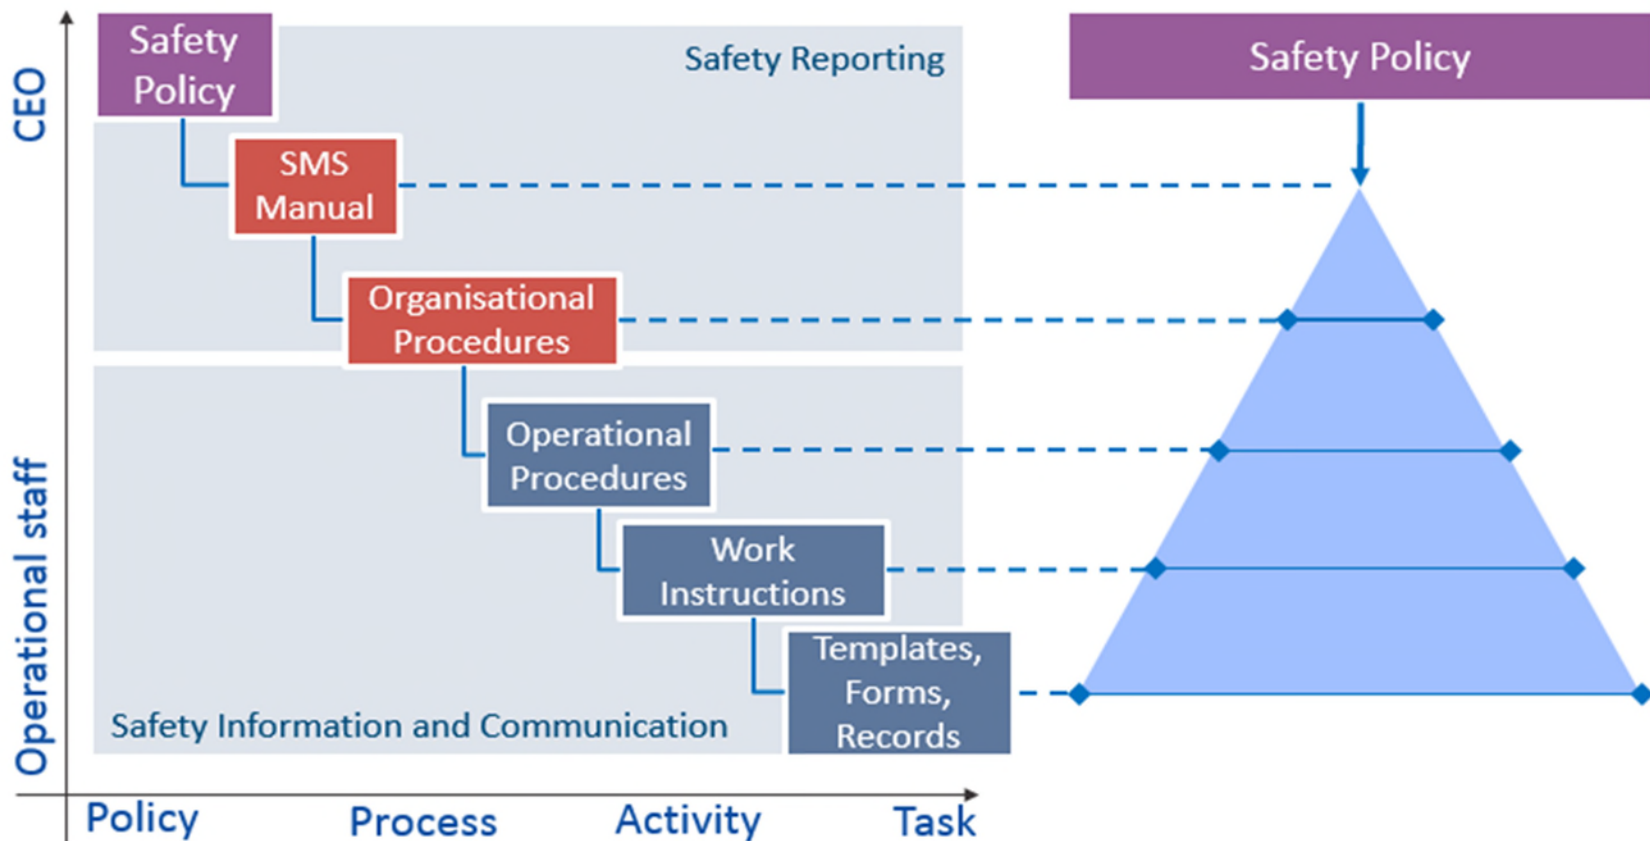 Safety
Policy
Safety Reporting
Safety Policy
CEO
SMS
Manual
Organisational
Procedures
Operational
Procedures
Operational staff
Work
Instructions
Templates,
Forms,
Records
Safety Information and Communication
Policy
Process
Activity
Task